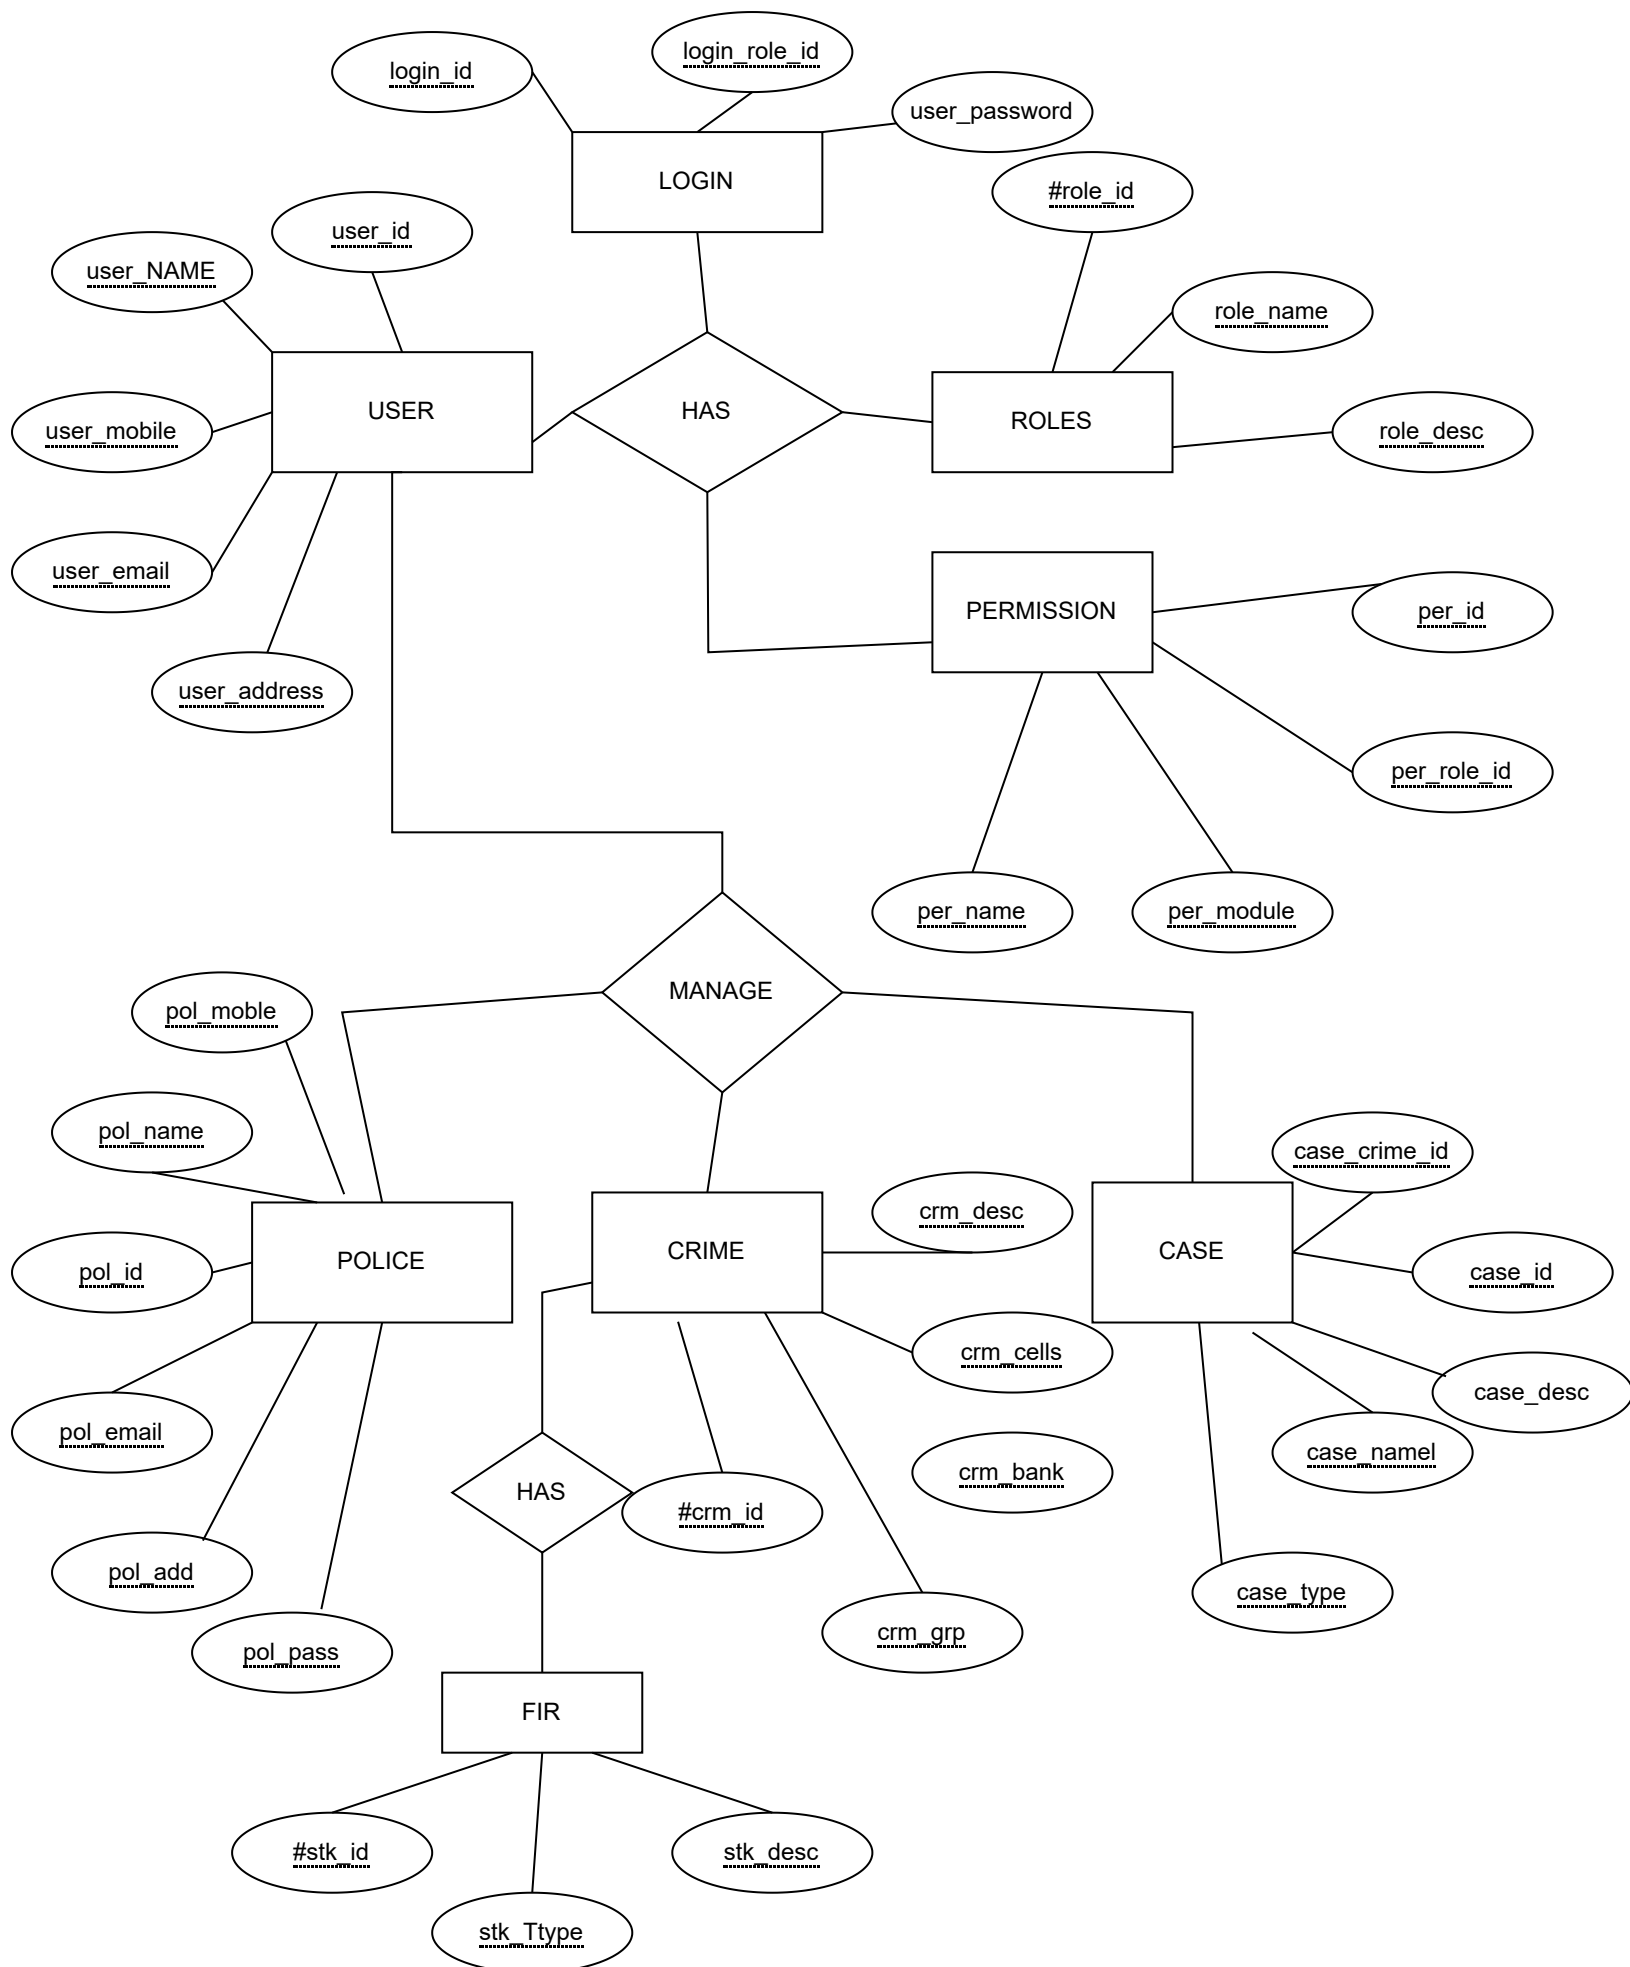 login_role_id
login_id
user_password
LOGIN
#role_id
user_id
user_NAME
role_name
USER
HAS
ROLES
user_mobile
role_desc
user_email
PERMISSION
per_id
user_address
per_role_id
per_name
per_module
MANAGE
pol_moble
pol_name
case_crime_id
crm_desc
POLICE
CRIME
CASE
pol_id
case_id
crm_cells
case_desc
pol_email
case_namel
crm_bank
HAS
#crm_id
pol_add
case_type
crm_grp
pol_pass
FIR
#stk_id
stk_desc
stk_Ttype